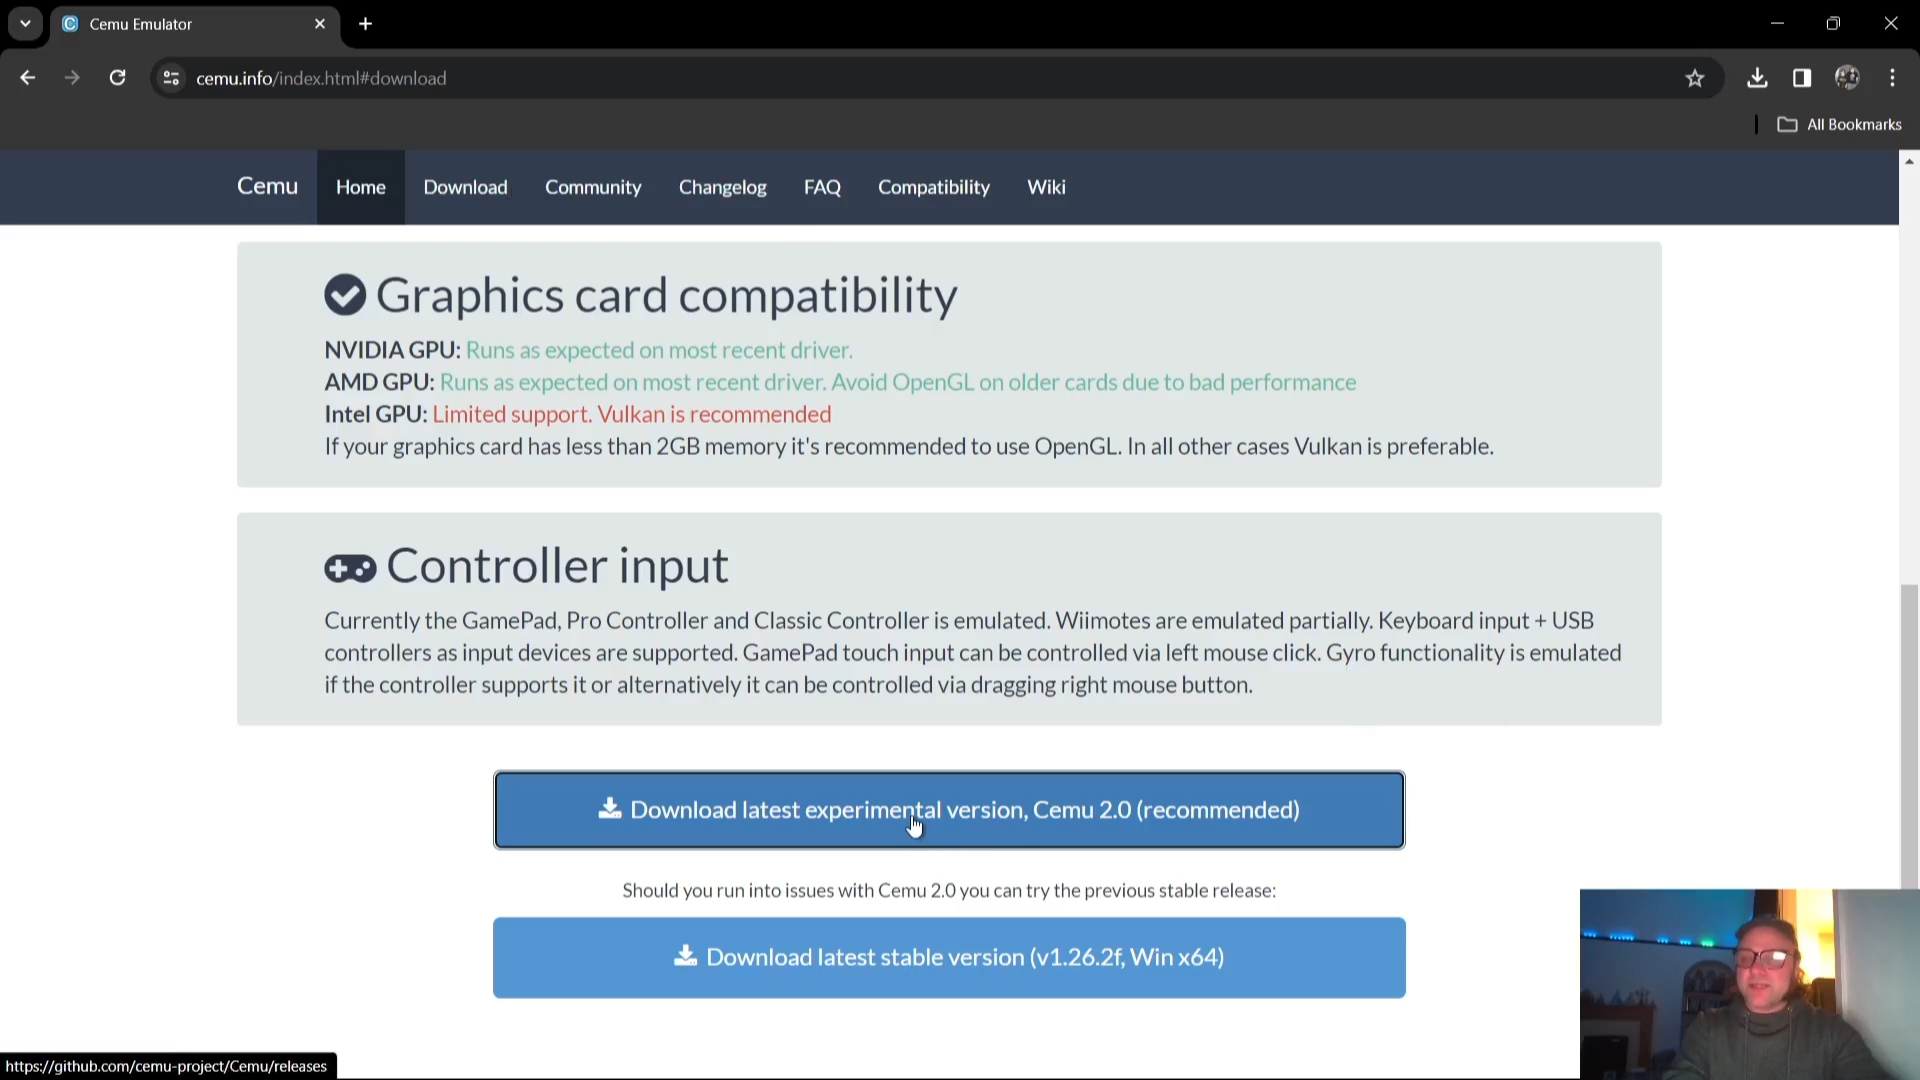 Cemu Emulator
cemu.info/index.html#download
All Bookmarks
Cemu Home Download Community Changelog FAQ Compatibility Wiki
Graphics card compatibility
NVIDIA GPU: Runs as expected on most recent driver.
AMD GPU: Runs as expected on most recent driver. Avoid OpenGL on older cards due to bad performance
Intel GPU: Limited support. Vulkan is recommended
If your graphics card has less than 2GB memory it's recommended to use OpenGL. In all other cases Vulkan is preferable.
Controller input
Currently the GamePad, Pro Controller and Classic Controller is emulated. Wiimotes are emulated partially. Keyboard input + USB
controllers as input devices are supported. GamePad touch input can be controlled via left mouse click. Gyro functionality is emulated
if the controller supports it or alternatively it can be controlled via dragging right mouse button.
Download latest experimental version, Cemu 2.0 (recommended)
Should you run into issues with Cemu 2.0 you can try the previous stable release:
Download latest stable version (v1.26.2f, Win x64)
https://github.com/cemu-project/Cemu/releases